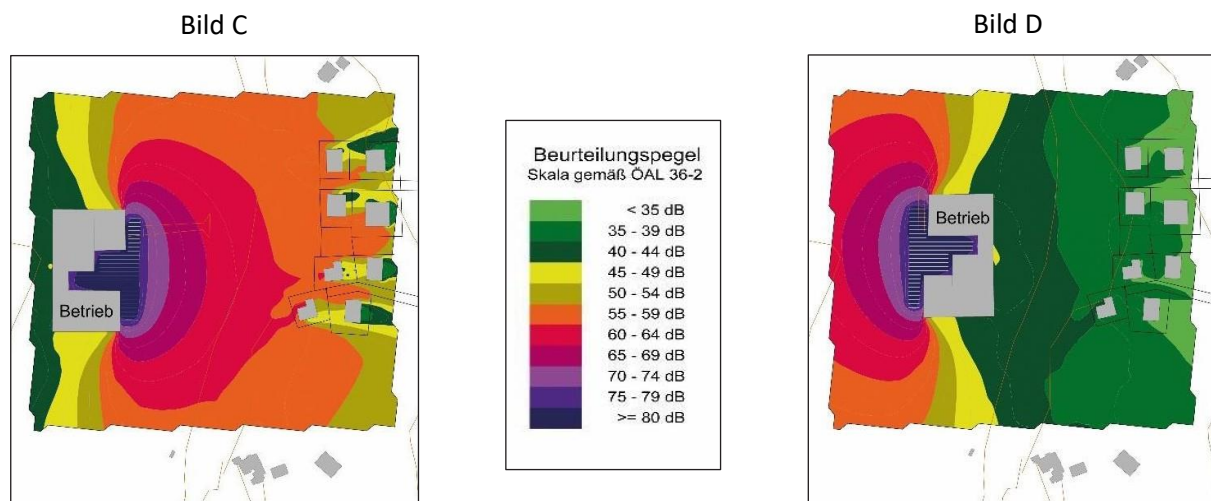 Bild C
Bild D
Betrieb
Beurteilungspegel
Skala gemäß ÖAL 36-2
< 35 dB
35 - 39 dB
40 - 44 dB
45 - 49 dB
50 - 54 dB
55 - 59 dB
60 - 64 dB
65 - 69 dB
70 - 74 dB
75 - 79 dB
>= 80 dB
Betrieb